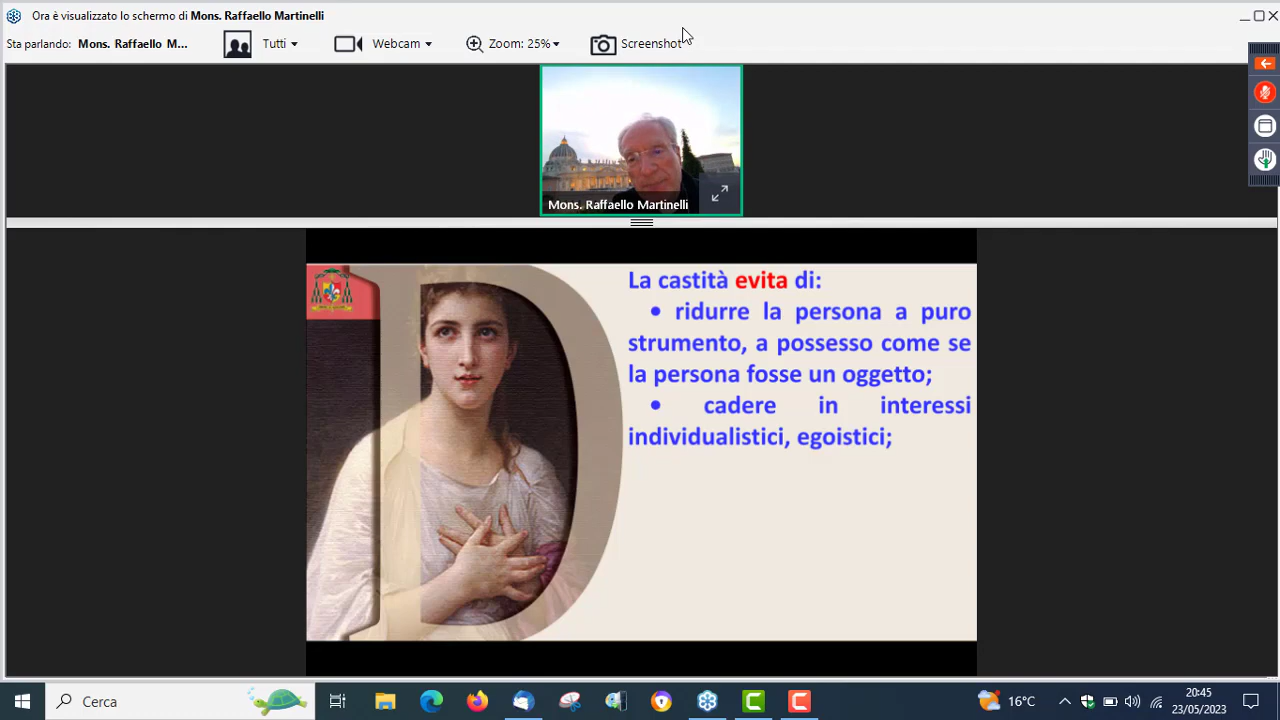 Ora è visualizzato lo schermo di Mons. Raffaello Martinelli
Sta parlando: Mons. Raffaello M... Tutti Webcam Zoom: 25% Screenshot
Mons. Raffaello Martinelli
La castità evita di:
• ridurre la persona a puro
strumento, a possesso come se
la persona fosse un oggetto;
• cadere in interessi
individualistici, egoistici;
Cerca
16°C
20:45
23/05/2023